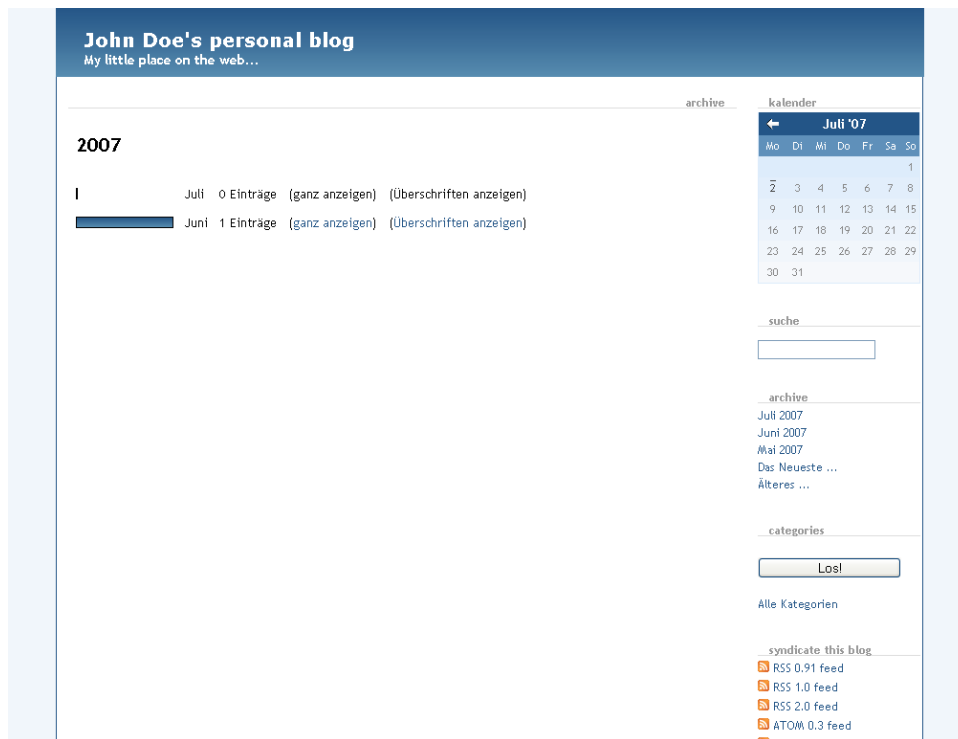 John Doe's personal blog
My little place on the web...
archive
2007
Juli 0 Einträge (ganz anzeigen) (Überschriften anzeigen)
Juni 1 Einträge (ganz anzeigen) (Überschriften anzeigen)
kalender
Juli '07
Mo Di Mi Do Fr Sa So
1
2 3 4 5 6 7 8
9 10 11 12 13 14 15
16 17 18 19 20 21 22
23 24 25 26 27 28 29
30 31
suche
archive
Juli 2007
Juni 2007
Mai 2007
Das Neueste ...
Älteres ...
categories
Los!
Alle Kategorien
syndicate this blog
RSS 0.91 feed
RSS 1.0 feed
RSS 2.0 feed
ATOM 0.3 feed